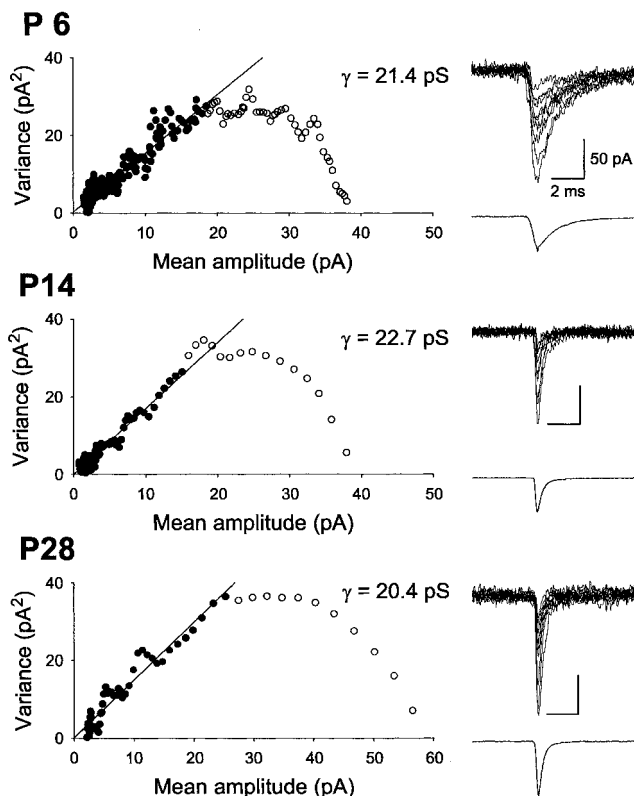 P 6
40
γ = 21.4 pS
Variance (pA²)
20
0
0 10 20 30 40 50
Mean amplitude (pA)
50 pA
2 ms
P14
40
γ = 22.7 pS
Variance (pA²)
20
0
0 10 20 30 40 50
Mean amplitude (pA)
P28
40
γ = 20.4 pS
Variance (pA²)
20
0
0 10 20 30 40 50 60
Mean amplitude (pA)